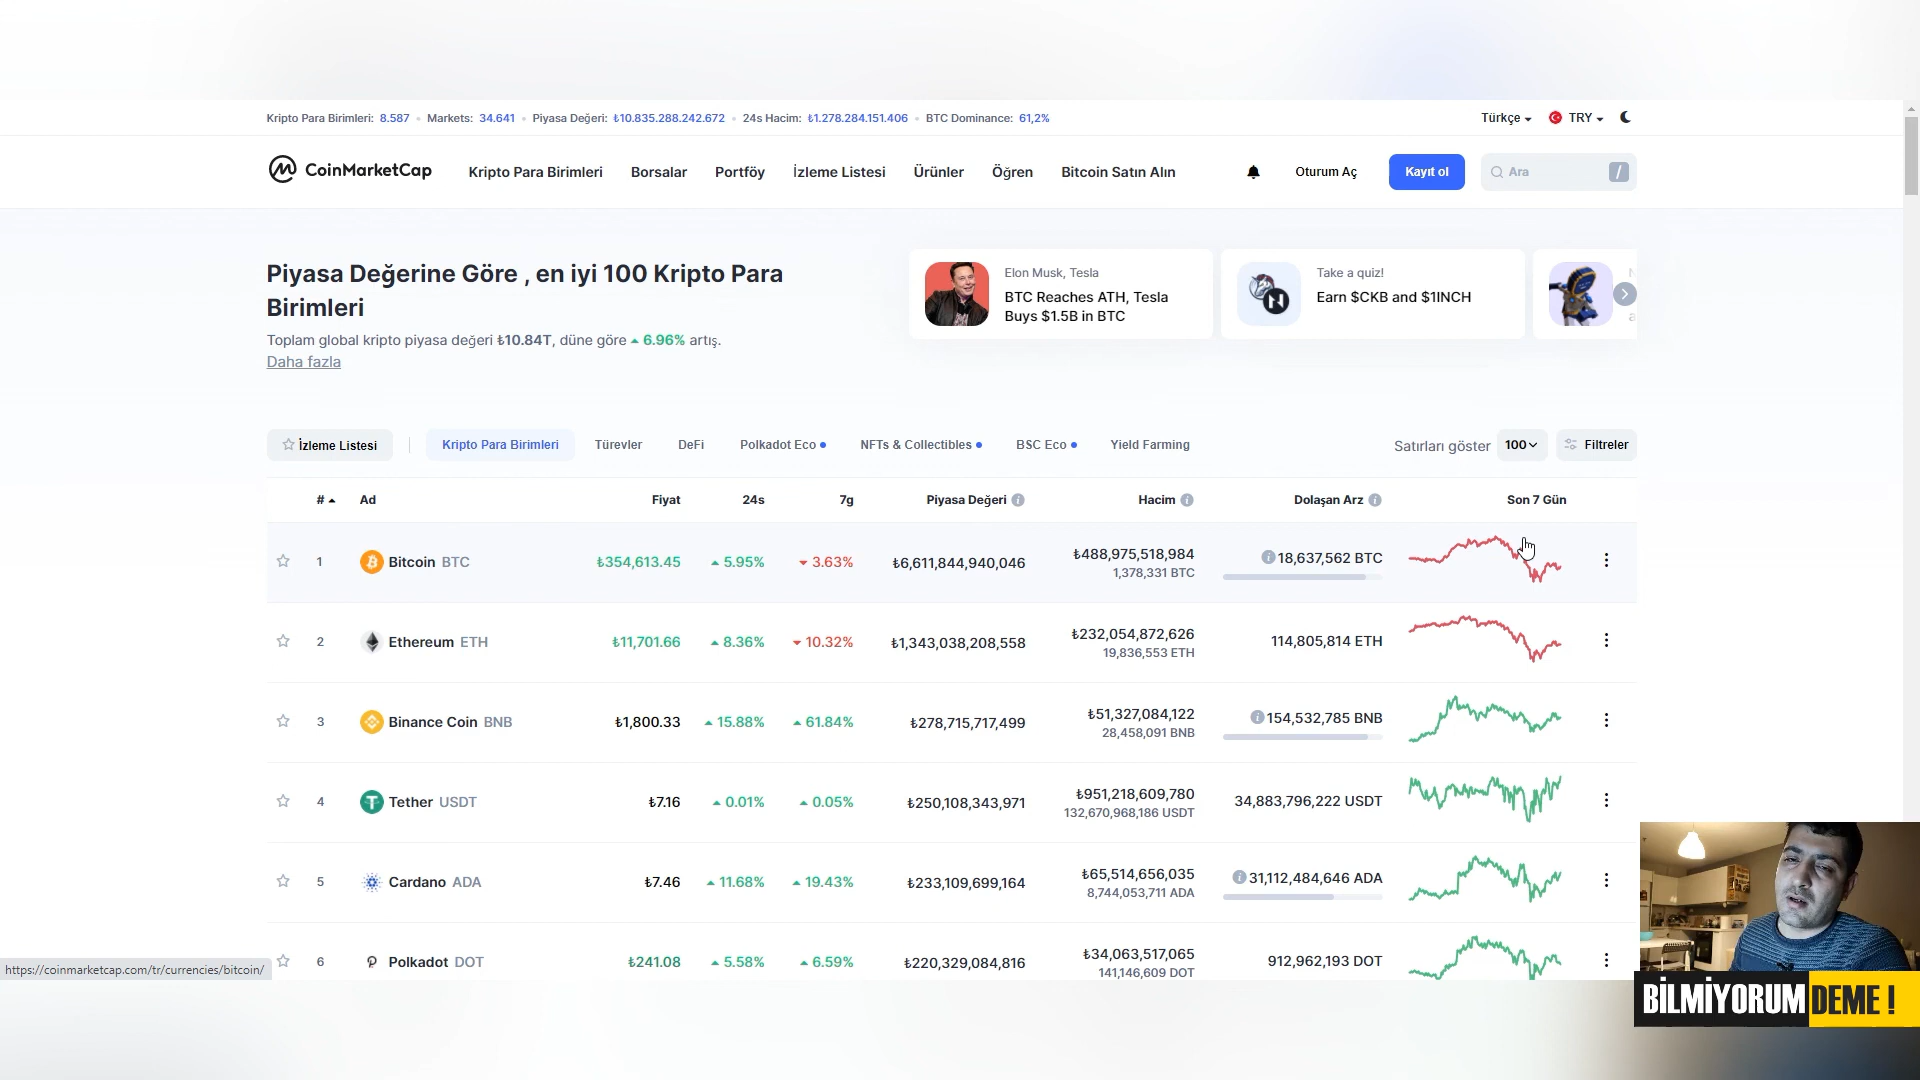 Kripto Para Birimleri: 8.587 • Markets: 34.641 • Piyasa Değeri: ₺10.835.288.242.672 • 24s Hacim: ₺1.278.284.151.406 • BTC Dominance: 61,2%
Türkçe TRY
CoinMarketCap Kripto Para Birimleri Borsalar Portföy İzleme Listesi Ürünler Öğren Bitcoin Satın Alın Oturum Aç Kayıt ol Ara /
Piyasa Değerine Göre , en iyi 100 Kripto Para
Birimleri
Toplam global kripto piyasa değeri ₺10.84T, düne göre 6.96% artış.
Daha fazla
Elon Musk, Tesla
BTC Reaches ATH, Tesla
Buys $1.5B in BTC
Take a quiz!
Earn $CKB and $1INCH
İzleme Listesi Kripto Para Birimleri Türevler DeFi Polkadot Eco NFTs & Collectibles BSC Eco Yield Farming Satırları göster 100 Filtreler
# Ad Fiyat 24s 7g Piyasa Değeri Hacim Dolaşan Arz Son 7 Gün
1 Bitcoin BTC ₺354,613.45 5.95% 3.63% ₺6,611,844,940,046 ₺488,975,518,984 18,637,562 BTC
1,378,331 BTC
2 Ethereum ETH ₺11,701.66 8.36% 10.32% ₺1,343,038,208,558 ₺232,054,872,626 114,805,814 ETH
19,836,553 ETH
3 Binance Coin BNB ₺1,800.33 15.88% 61.84% ₺278,715,717,499 ₺51,327,084,122 154,532,785 BNB
28,458,091 BNB
4 Tether USDT ₺7.16 0.01% 0.05% ₺250,108,343,971 ₺951,218,609,780 34,883,796,222 USDT
132,670,968,186 USDT
5 Cardano ADA ₺7.46 11.68% 19.43% ₺233,109,699,164 ₺65,514,656,035 31,112,484,646 ADA
8,744,053,711 ADA
6 Polkadot DOT ₺241.08 5.58% 6.59% ₺220,329,084,816 ₺34,063,517,065 912,962,193 DOT
141,146,609 DOT
https://coinmarketcap.com/tr/currencies/bitcoin/
BİLMİYORUM DEME !